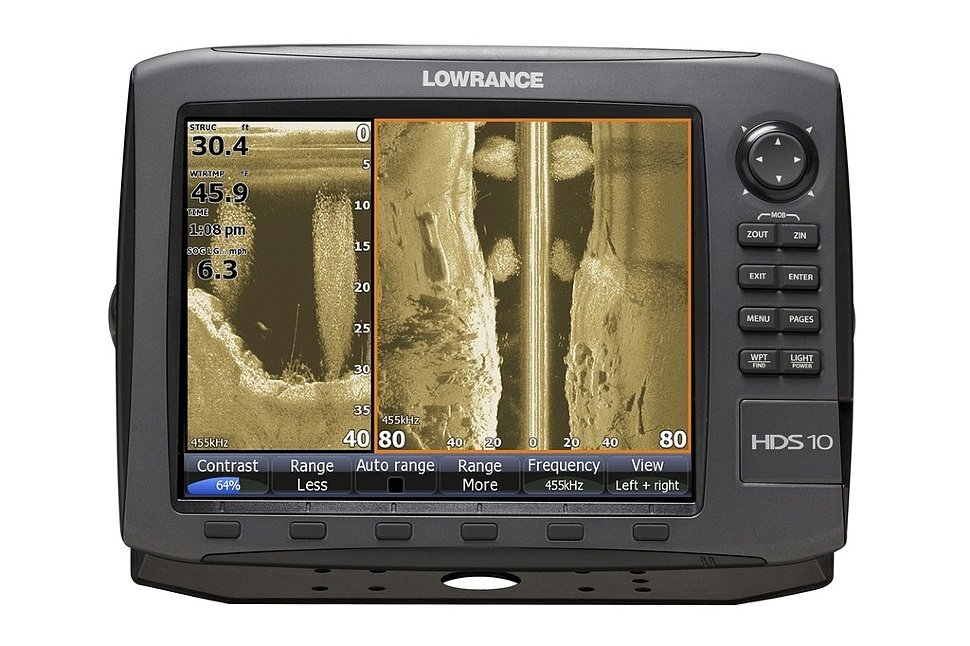 LOWRANCE
STRUC ft
30.4
WTRTMP °F
45.9
TIME
1:08 pm
SOG LG... mph
6.3
0
5
10
15
20
25
30
35
40
455kHz
455kHz
80 40 20 0 20 40 80
Contrast Range Auto range Range Frequency View
64% Less More 455kHz Left + right
MOB
ZOUT ZIN
EXIT ENTER
MENU PAGES
WPT LIGHT
FIND POWER
HDS 10